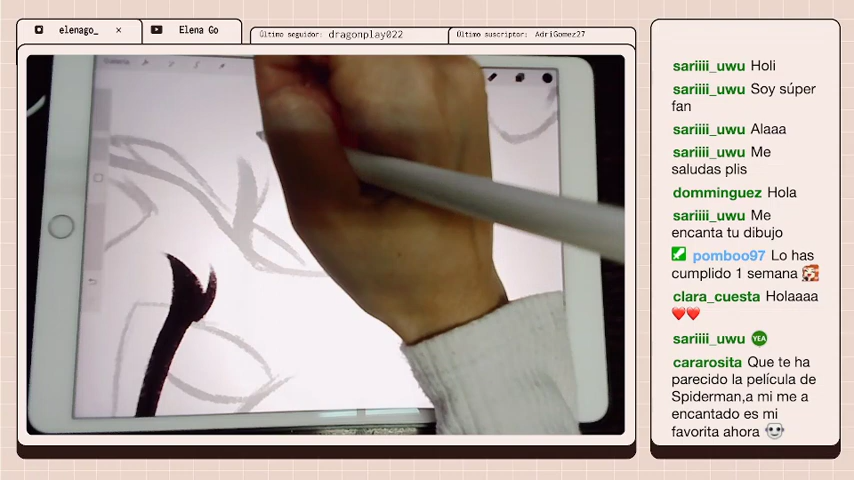 elenago_ ×
Elena Go
Último seguidor: dragonplay022
Último suscriptor: AdriGomez27
sariiii_uwu Holi
sariiii_uwu Soy súper
fan
sariiii_uwu Alaaa
sariiii_uwu Me
saludas plis
domminguez Hola
sariiii_uwu Me
encanta tu dibujo
pomboo97 Lo has
cumplido 1 semana
clara_cuesta Holaaaa
sariiii_uwu YEA
cararosita Que te ha
parecido la película de
Spiderman,a mi me a
encantado es mi
favorita ahora